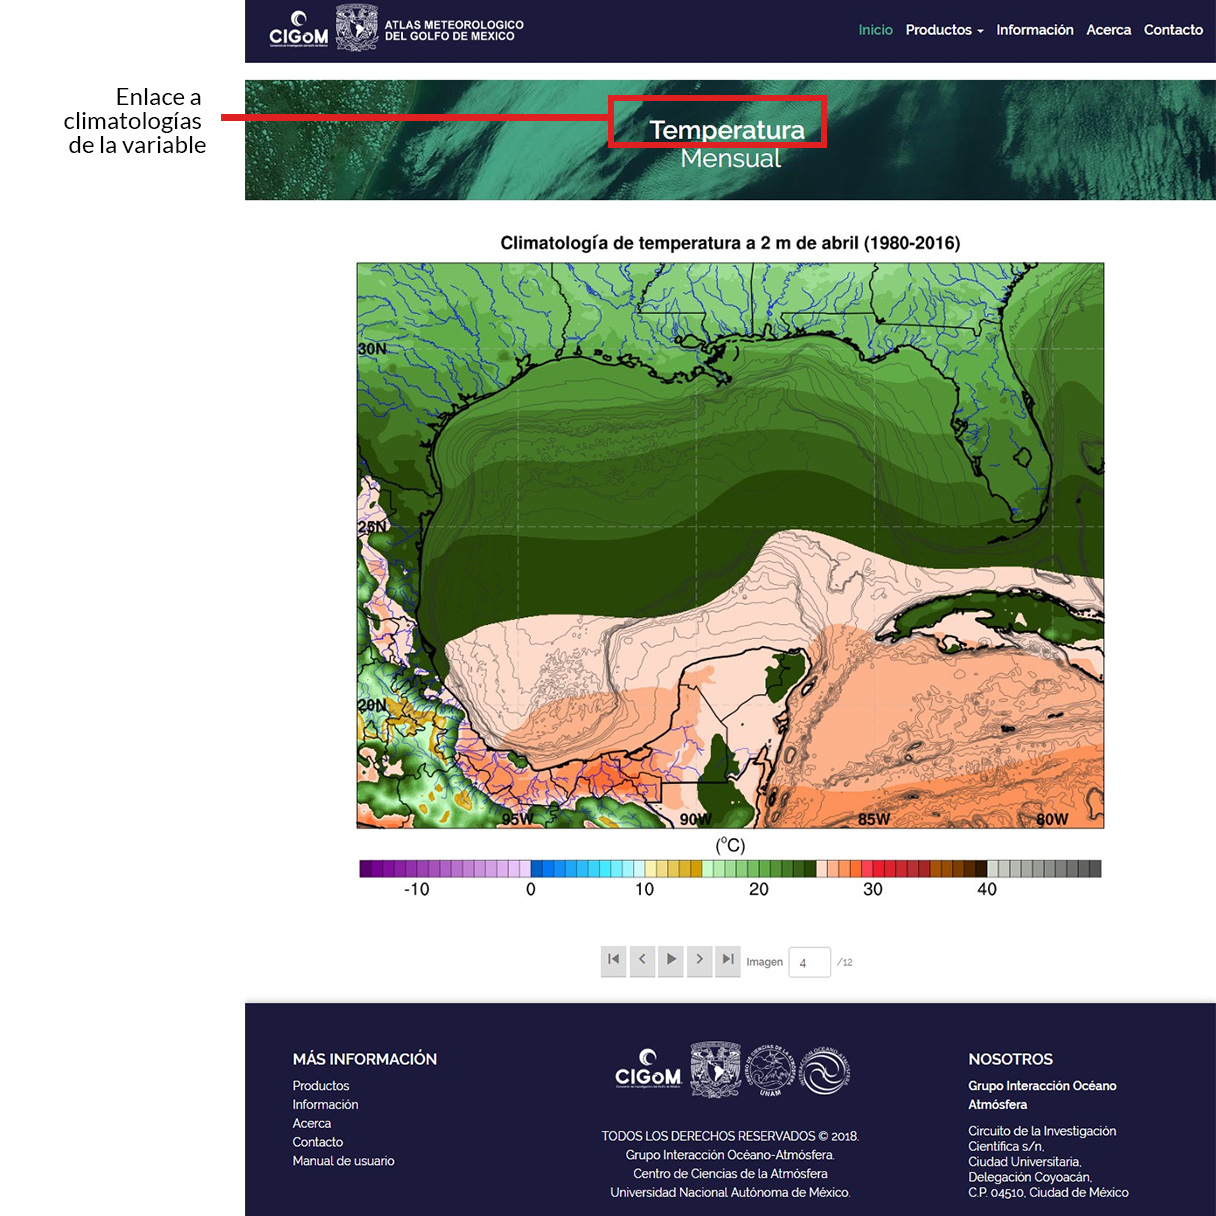 CIGoM
ATLAS METEOROLOGICO
DEL GOLFO DE MEXICO
Inicio Productos Información Acerca Contacto
Enlace a
climatologías
de la variable
Temperatura
Mensual
Climatología de temperatura a 2 m de abril (1980-2016)
30N
25N
20N
95W 90W 85W 80W
(°C)
-10 0 10 20 30 40
Imagen 4 /12
MÁS INFORMACIÓN
Productos
Información
Acerca
Contacto
Manual de usuario
CIGoM
UNAM
TODOS LOS DERECHOS RESERVADOS © 2018.
Grupo Interacción Océano-Atmósfera.
Centro de Ciencias de la Atmósfera
Universidad Nacional Autónoma de México.
NOSOTROS
Grupo Interacción Océano
Atmósfera
Circuito de la Investigación
Científica s/n,
Ciudad Universitaria,
Delegación Coyoacán,
C.P. 04510, Ciudad de México